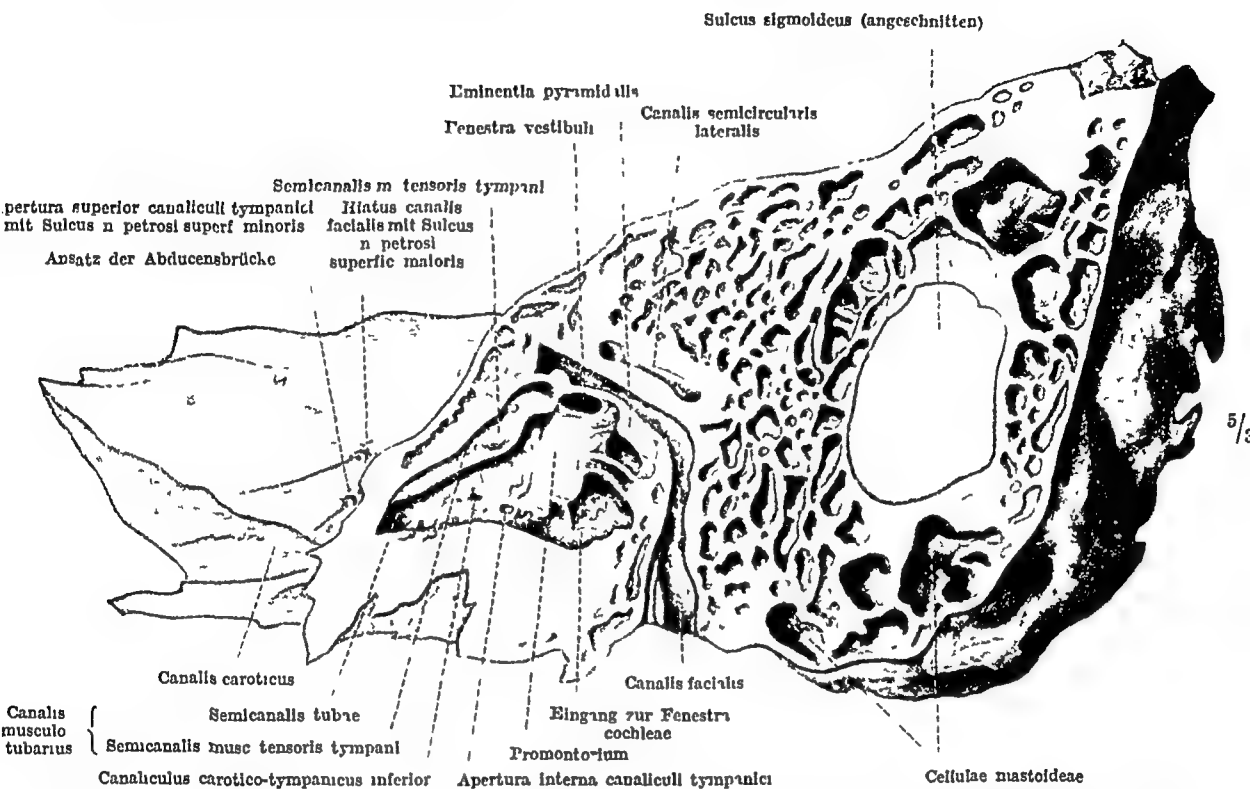 Sulcus sigmoideus (angeschnitten)
Eminentia pyramidalis
Canalis semicircularis
lateralis
Fenestra vestibuli
Semicanalis m tensoris tympani
pertura superior canaliculi tympanici
mit Sulcus n petrosi superf minoris
Hiatus canalis
facialis mit Sulcus
n petrosi
superfic maioris
Ansatz der Abducensbrücke
5/
Canalis caroticus
Canalis facialis
Canalis
musculo
tubarius
Semicanalis tubae
Semicanalis musc tensoris tympani
Eingang zur Fenestra
cochleae
Promontorium
Canaliculus carotico-tympanicus inferior
Apertura interna canaliculi tympanici
Cellulae mastoideae